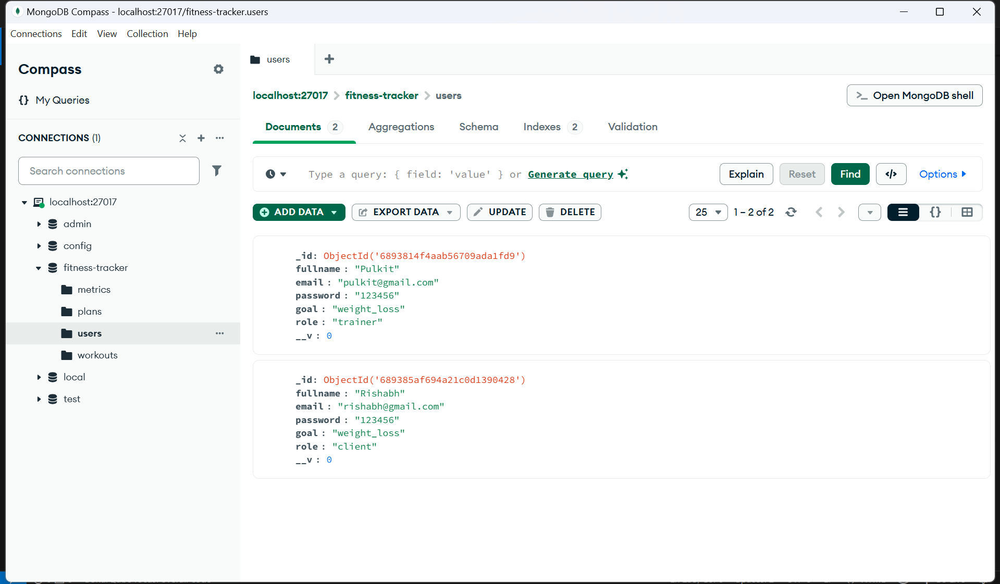 MongoDB Compass - localhost:27017/fitness-tracker.users
Connections Edit View Collection Help
Compass
{} My Queries
CONNECTIONS (1)
Search connections
localhost:27017
admin
config
fitness-tracker
metrics
plans
users
workouts
local
test
users
localhost:27017 > fitness-tracker > users
>_ Open MongoDB shell
Documents 2 Aggregations Schema Indexes 2 Validation
Type a query: { field: 'value' } or Generate query
Explain Reset Find </> Options
ADD DATA EXPORT DATA UPDATE DELETE
25 1 – 2 of 2 {}
_id: ObjectId('6893814f4aab56709ada1fd9')
fullname : "Pulkit"
email : "pulkit@gmail.com"
password : "123456"
goal : "weight_loss"
role : "trainer"
__v : 0
_id: ObjectId('689385af694a21c0d1390428')
fullname : "Rishabh"
email : "rishabh@gmail.com"
password : "123456"
goal : "weight_loss"
role : "client"
__v : 0